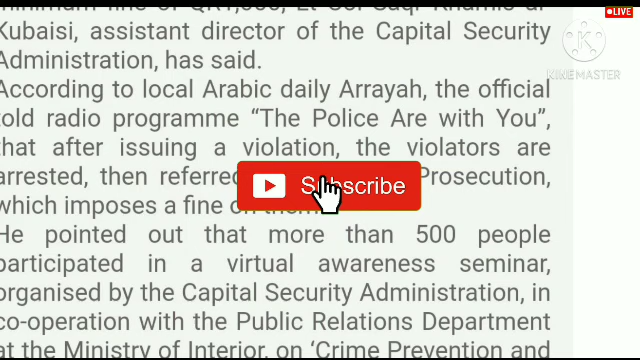 LIVE
KINEMASTER
Kubaisi, assistant director of the Capital Security
Administration, has said.
According to local Arabic daily Arrayah, the official
told radio programme “The Police Are with You”,
that after issuing a violation, the violators are
arrested, then referred Prosecution,
Subscribe
which imposes a fine on them.
He pointed out that more than 500 people
participated in a virtual awareness seminar,
organised by the Capital Security Administration, in
co-operation with the Public Relations Department
at the Ministry of Interior, on ‘Crime Prevention and